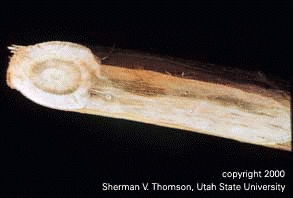 copyright 2000
Sherman V. Thomson, Utah State University